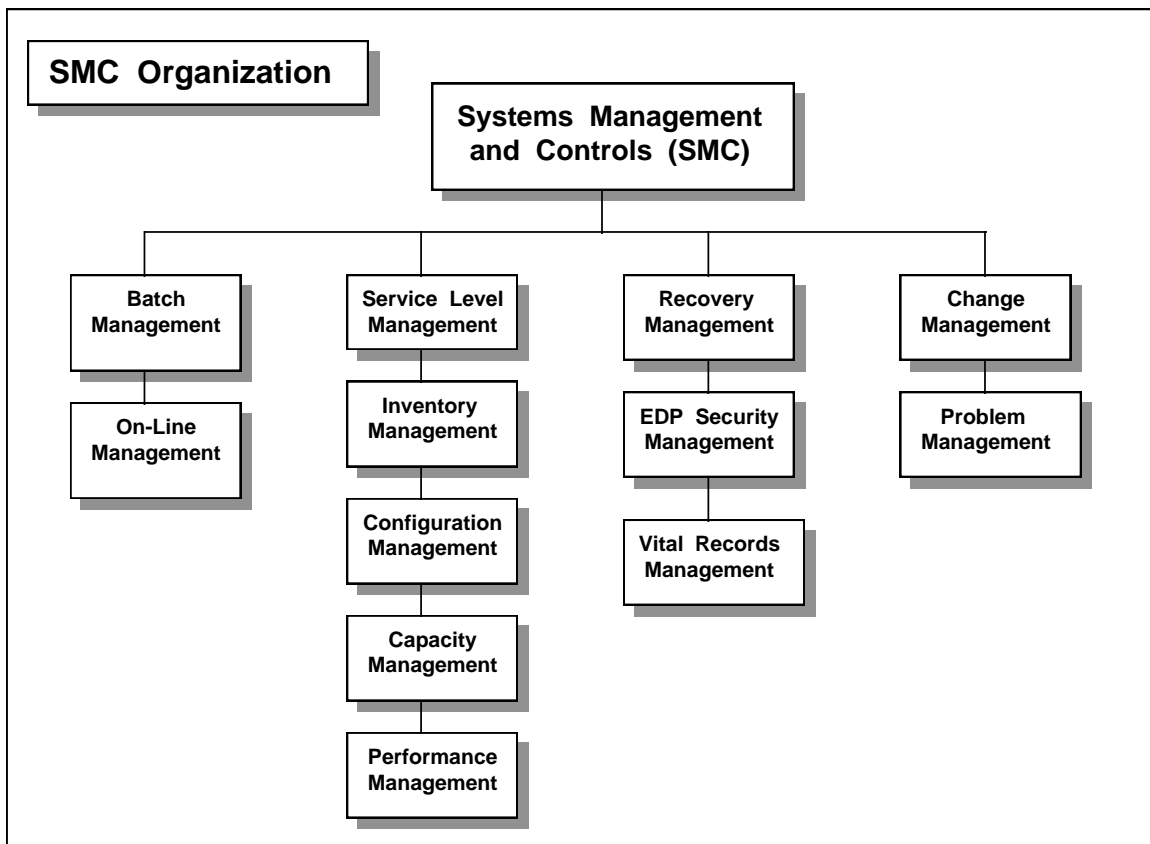 SMC Organization
Systems Management
and Controls (SMC)
Batch
Management
On-Line
Management
Service Level
Management
Inventory
Management
Configuration
Management
Capacity
Management
Performance
Management
Recovery
Management
EDP Security
Management
Vital Records
Management
Change
Management
Problem
Management